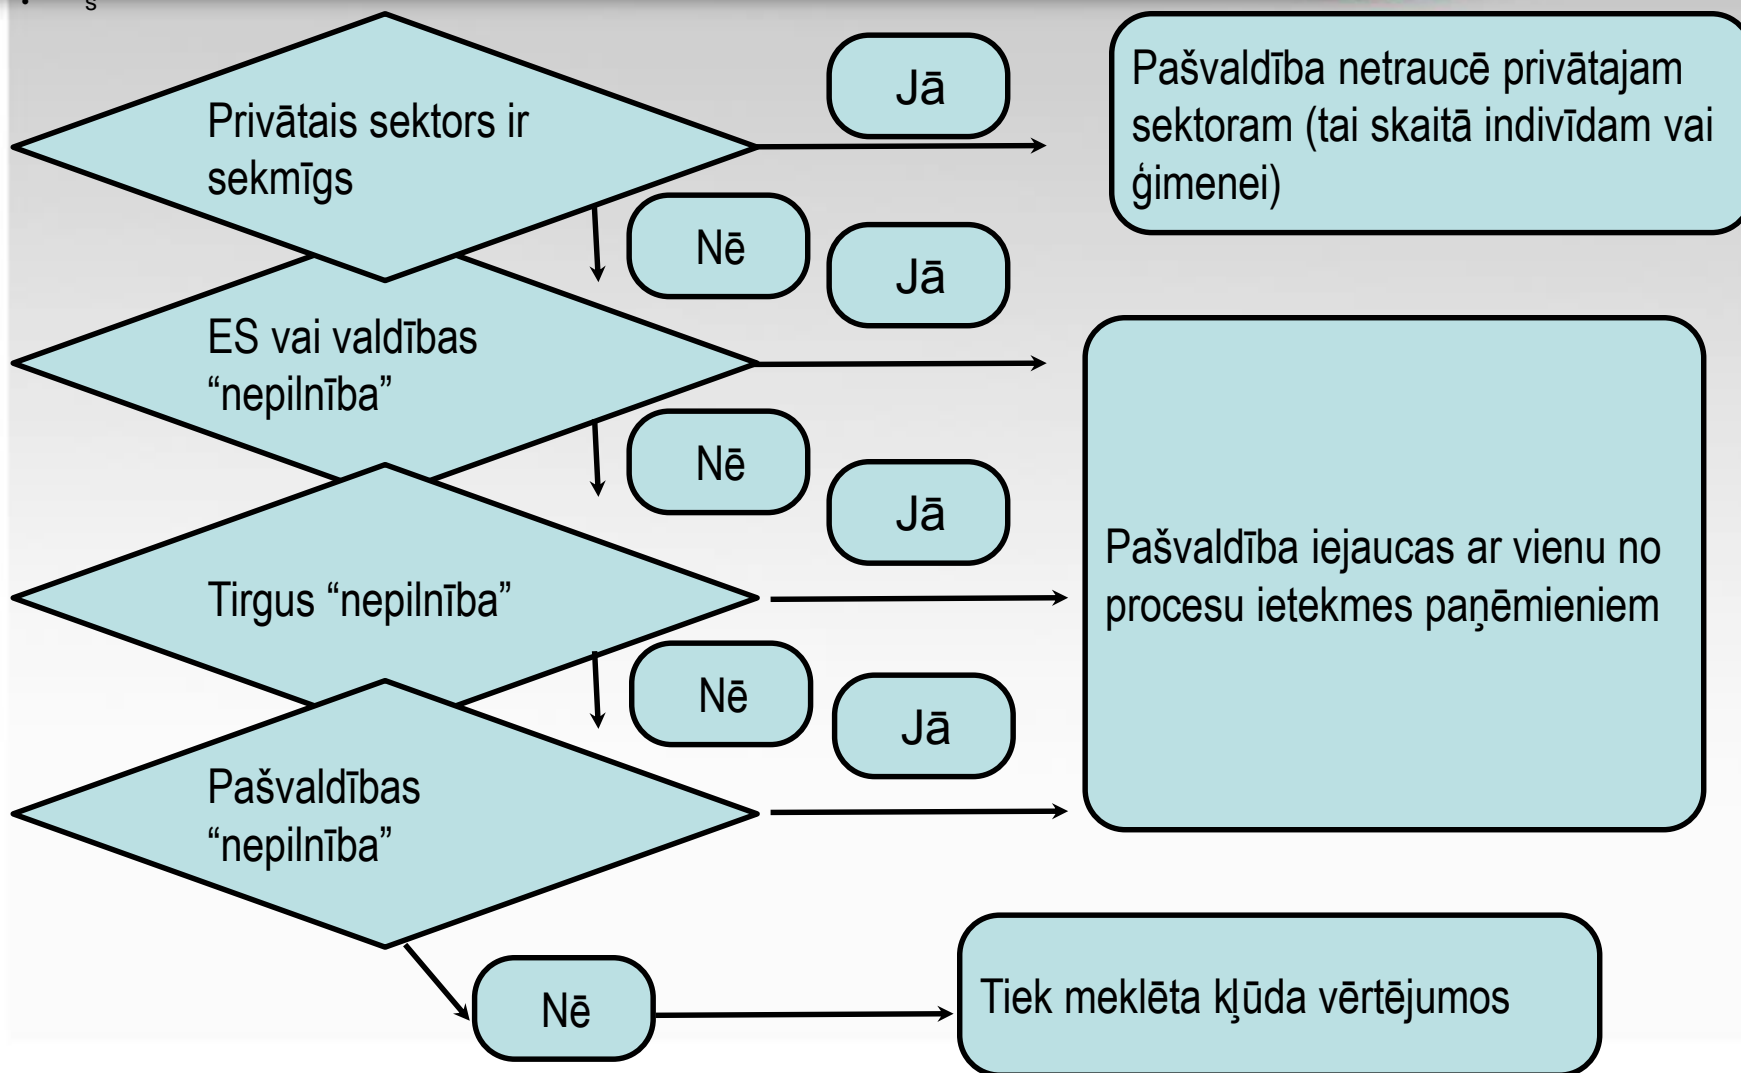 Privātais sektors ir
sekmīgs
Jā
Pašvaldība netraucē privātajam
sektoram (tai skaitā indivīdam vai
ģimenei)
Nē
Jā
ES vai valdības
“nepilnība”
Nē
Jā
Tirgus “nepilnība”
Pašvaldība iejaucas ar vienu no
procesu ietekmes paņēmieniem
Nē
Jā
Pašvaldības
“nepilnība”
Nē
Tiek meklēta kļūda vērtējumos